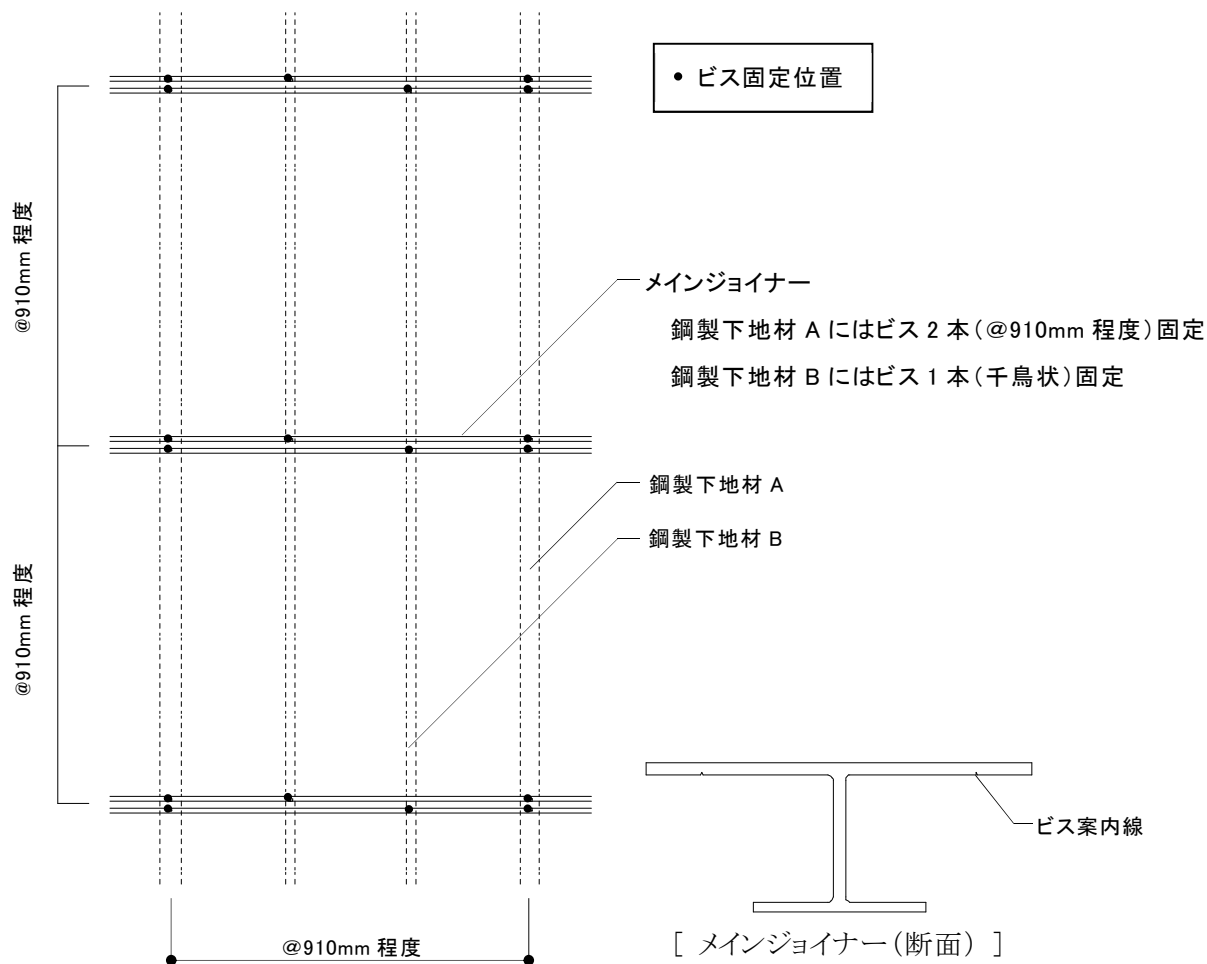 • ビス固定位置
@910mm 程度
メインジョイナー
鋼製下地材 A にはビス 2 本(@910mm 程度)固定
鋼製下地材 B にはビス 1 本(千鳥状)固定
鋼製下地材 A
鋼製下地材 B
@910mm 程度
ビス案内線
@910mm 程度
[ メインジョイナー(断面) ]